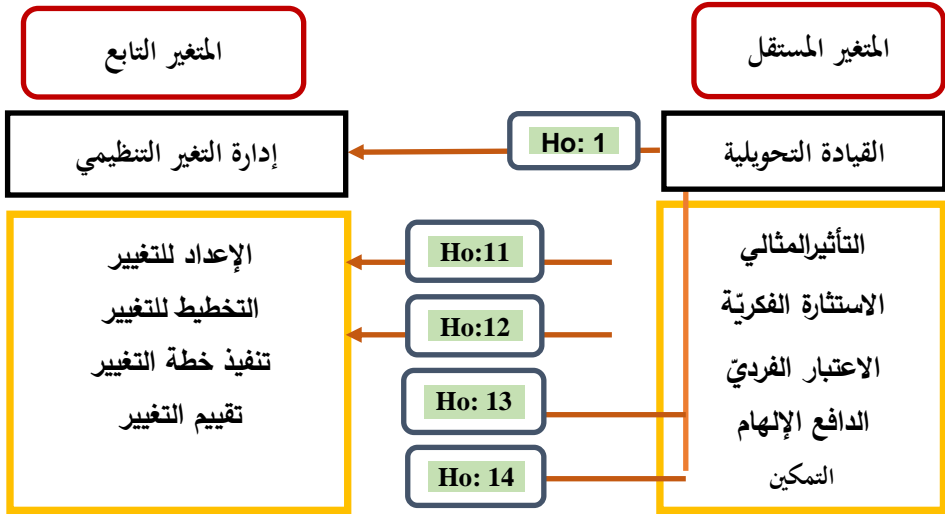 المتغير المستقل
المتغير التابع
القيادة التحويلية
Ho: 1
إدارة التغير التنظيمي
التأثيرالمثالي
الاستثارة الفكريّة
الاعتبار الفرديّ
الدافع الإلهام
التمكين
Ho:11
Ho:12
Ho: 13
Ho: 14
الإعداد للتغيير
التخطيط للتغيير
تنفيذ خطة التغيير
تقييم التغيير